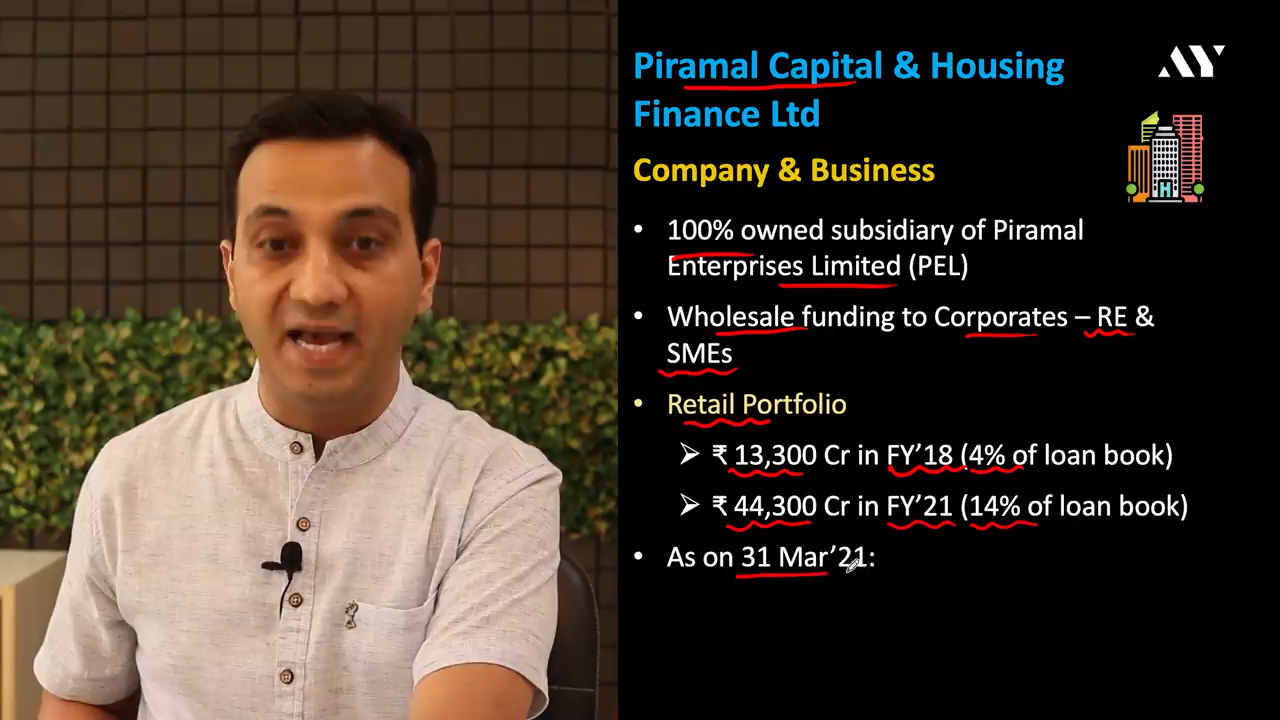 Piramal Capital & Housing
Finance Ltd
AY
Company & Business
H
• 100% owned subsidiary of Piramal
Enterprises Limited (PEL)
• Wholesale funding to Corporates – RE &
SMEs
• Retail Portfolio
➢ ₹ 13,300 Cr in FY’18 (4% of loan book)
➢ ₹ 44,300 Cr in FY’21 (14% of loan book)
• As on 31 Mar’21: